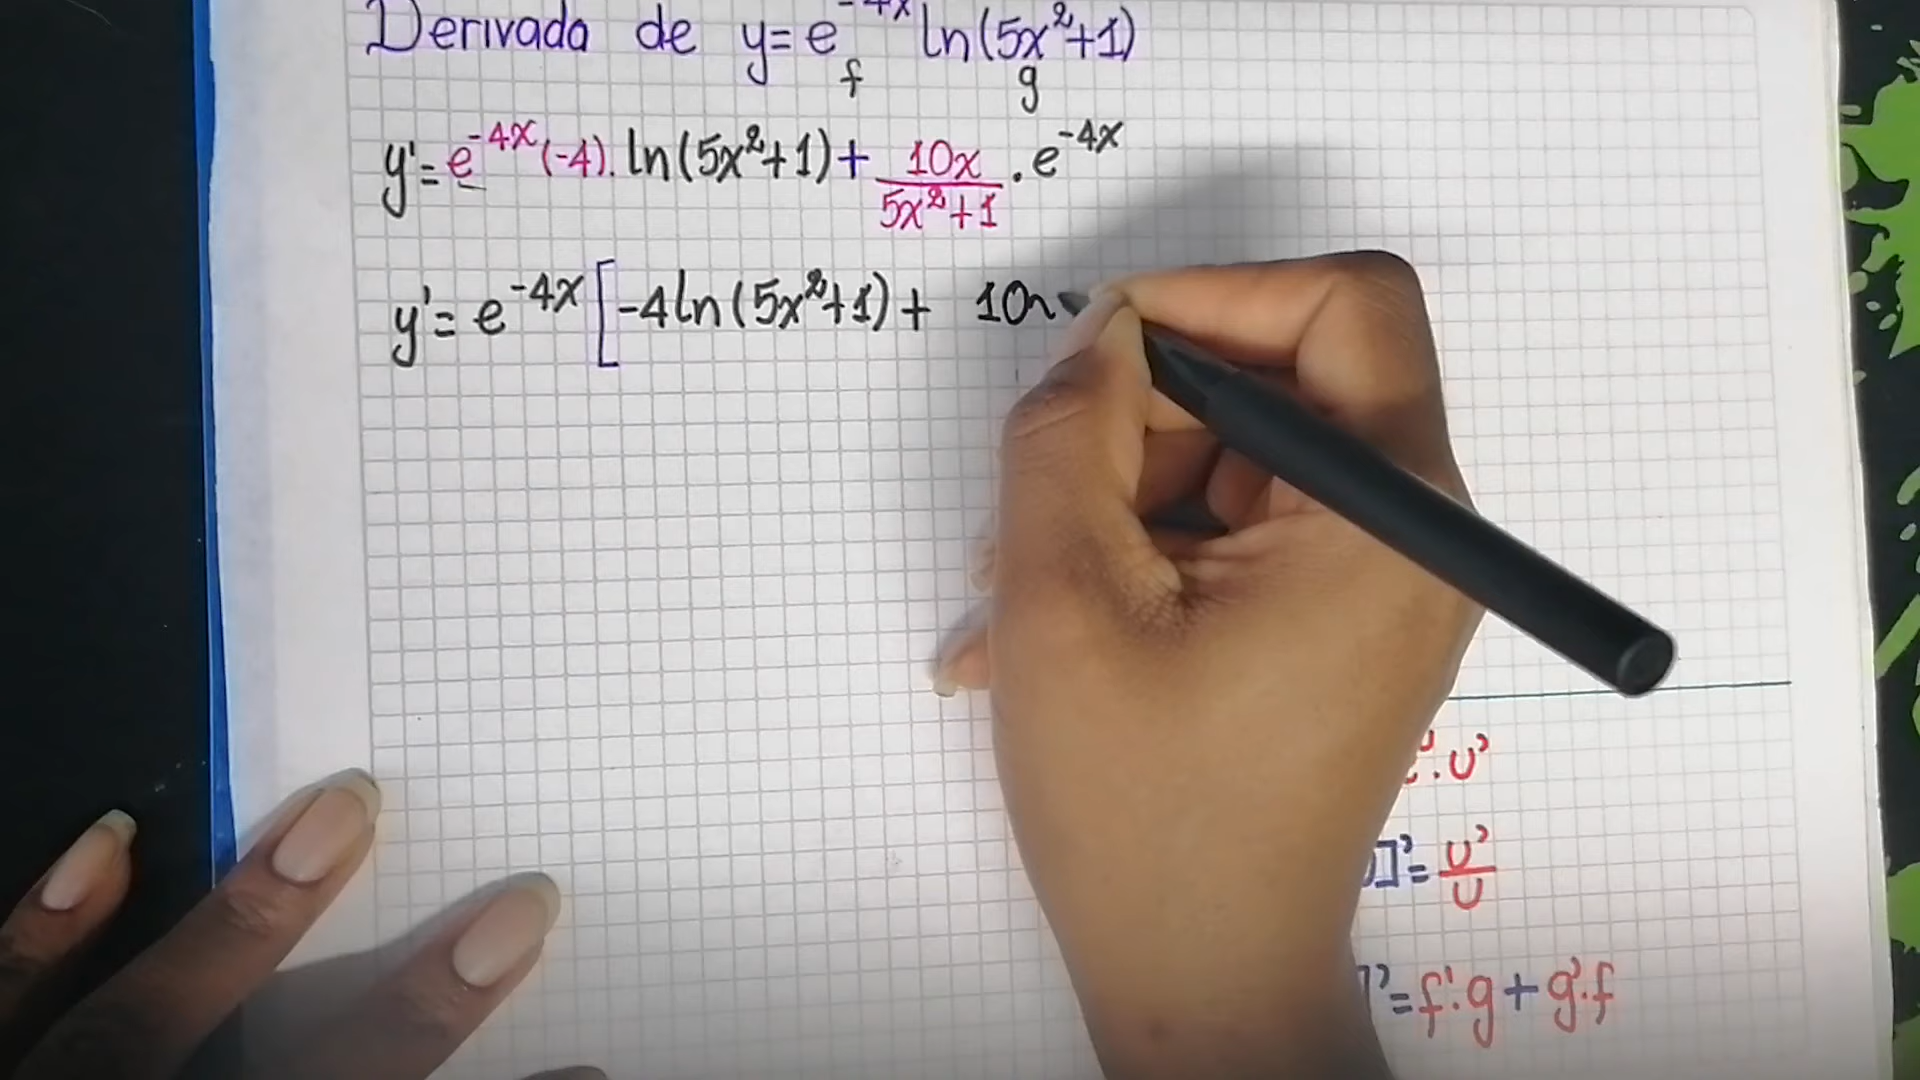 Derivada de y=e^-4x ln(5x²+1)
f g
y'=e^-4x(-4).ln(5x²+1)+ 10x/5x²+1 .e^-4x
y'=e^-4x[-4ln(5x²+1)+ 10
.U'
]'=U'/U
]'=f'.g+g'.f